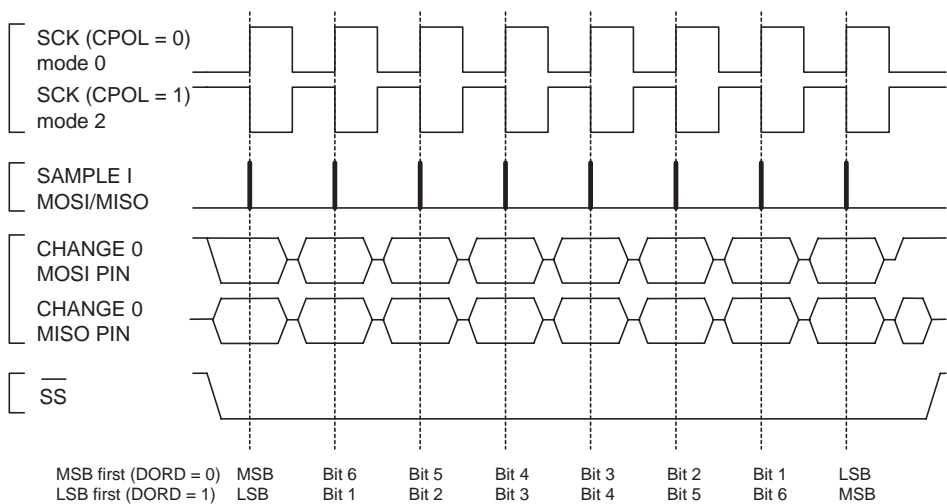 SCK (CPOL = 0)
mode 0
SCK (CPOL = 1)
mode 2
SAMPLE I
MOSI/MISO
CHANGE 0
MOSI PIN
CHANGE 0
MISO PIN
SS
MSB first (DORD = 0) MSB Bit 6 Bit 5 Bit 4 Bit 3 Bit 2 Bit 1 LSB
LSB first (DORD = 1) LSB Bit 1 Bit 2 Bit 3 Bit 4 Bit 5 Bit 6 MSB